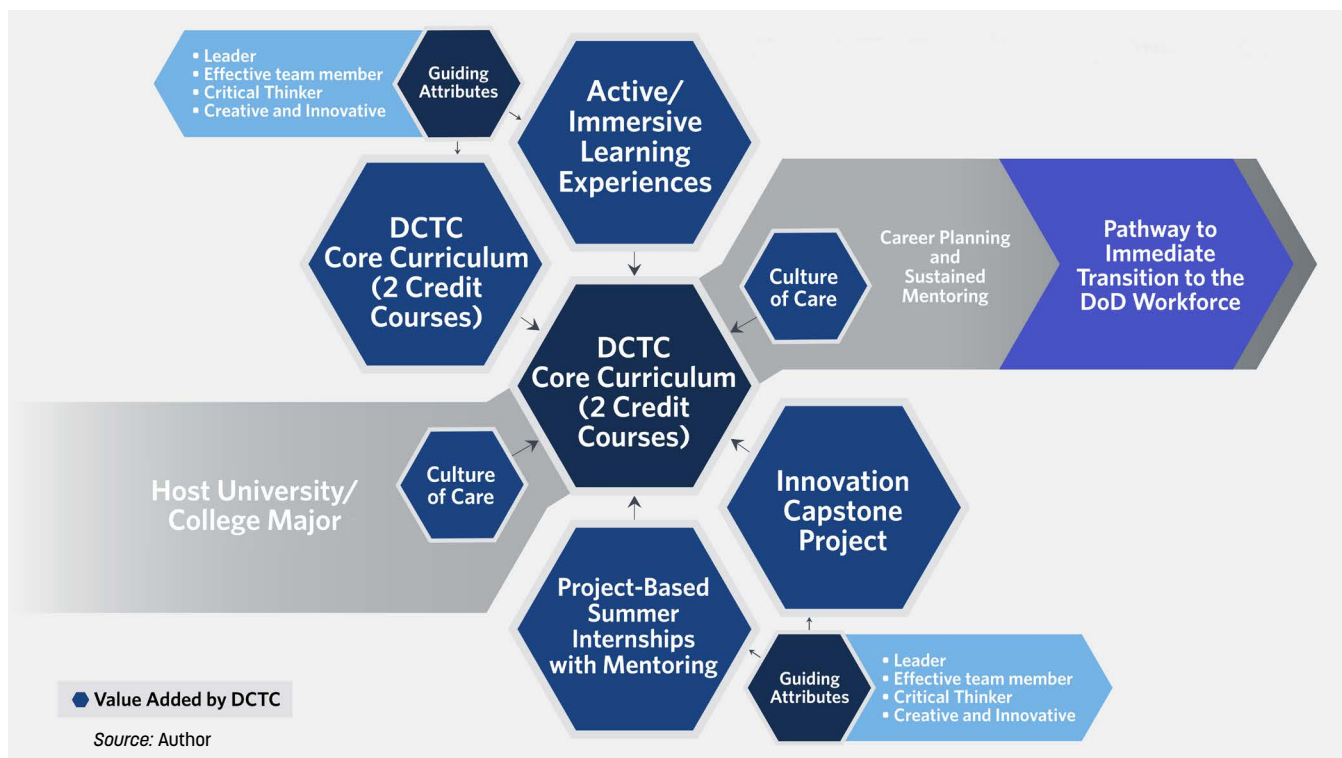 ▪ Leader
▪ Effective team member
▪ Critical Thinker
▪ Creative and Innovative
Guiding
Attributes
Active/
Immersive
Learning
Experiences
DCTC
Core Curriculum
(2 Credit
Courses)
Culture
of Care
Career Planning
and
Sustained
Mentoring
Pathway to
Immediate
Transition to the
DoD Workforce
DCTC
Core Curriculum
(2 Credit
Courses)
Host University/
College Major
Culture
of Care
Innovation
Capstone
Project
Project-Based
Summer
Internships
with Mentoring
Guiding
Attributes
▪ Leader
▪ Effective team member
▪ Critical Thinker
▪ Creative and Innovative
Value Added by DCTC
Source: Author